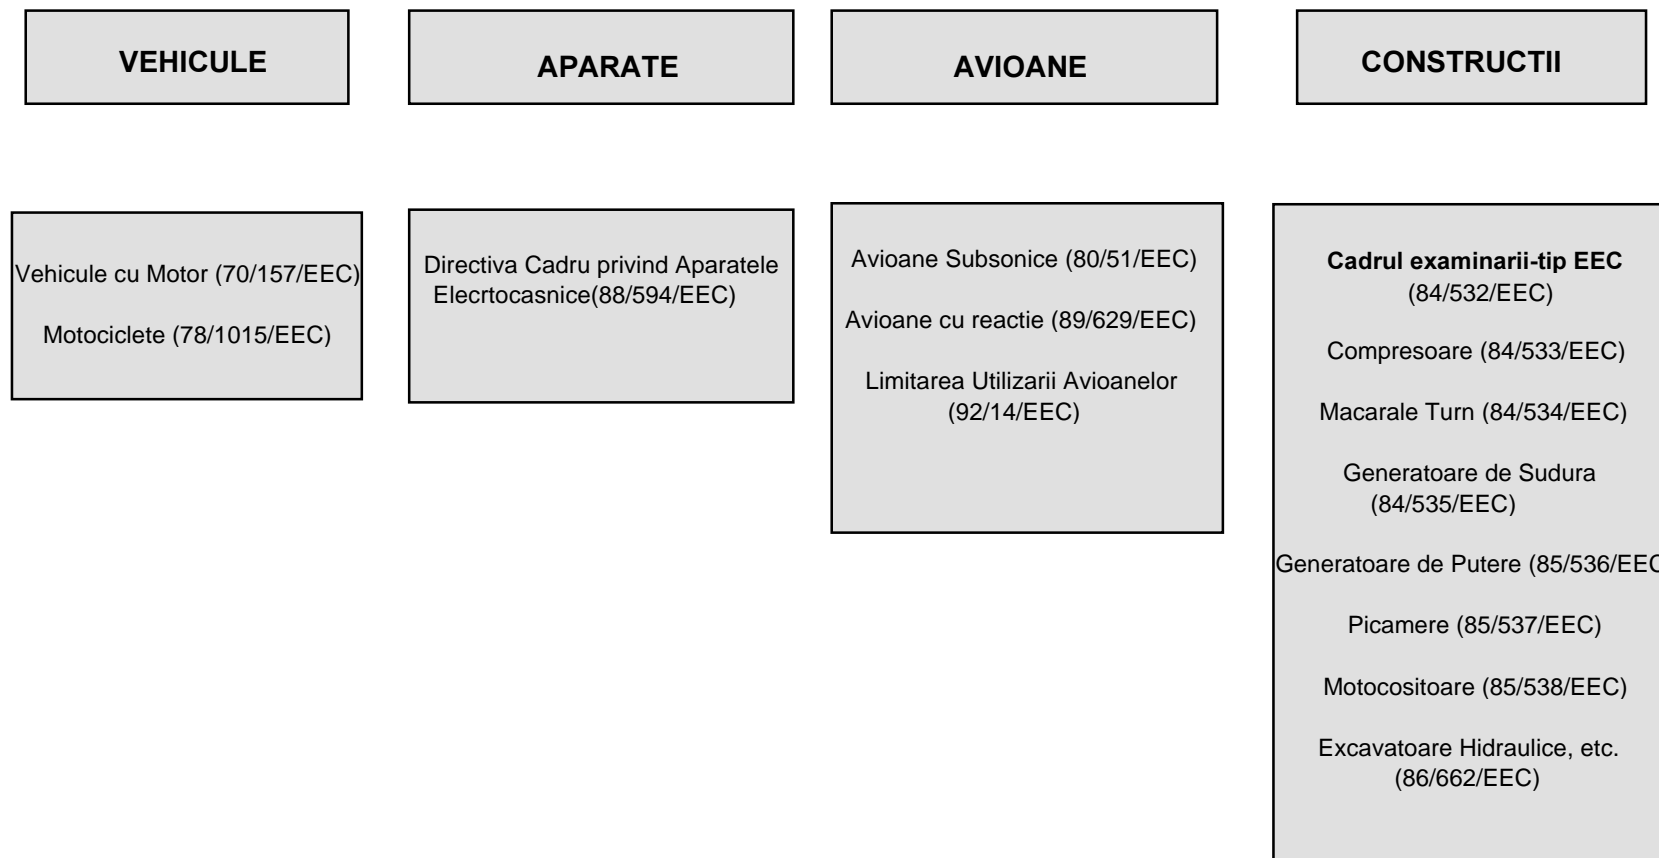 VEHICULE
APARATE
AVIOANE
CONSTRUCTII
Vehicule cu Motor (70/157/EEC)
Motociclete (78/1015/EEC)
Directiva Cadru privind Aparatele
Elecrtocasnice(88/594/EEC)
Avioane Subsonice (80/51/EEC)
Avioane cu reactie (89/629/EEC)
Limitarea Utilizarii Avioanelor
(92/14/EEC)
Cadrul examinarii-tip EEC
(84/532/EEC)
Compresoare (84/533/EEC)
Macarale Turn (84/534/EEC)
Generatoare de Sudura
(84/535/EEC)
Generatoare de Putere (85/536/EEC
Picamere (85/537/EEC)
Motocositoare (85/538/EEC)
Excavatoare Hidraulice, etc.
(86/662/EEC)